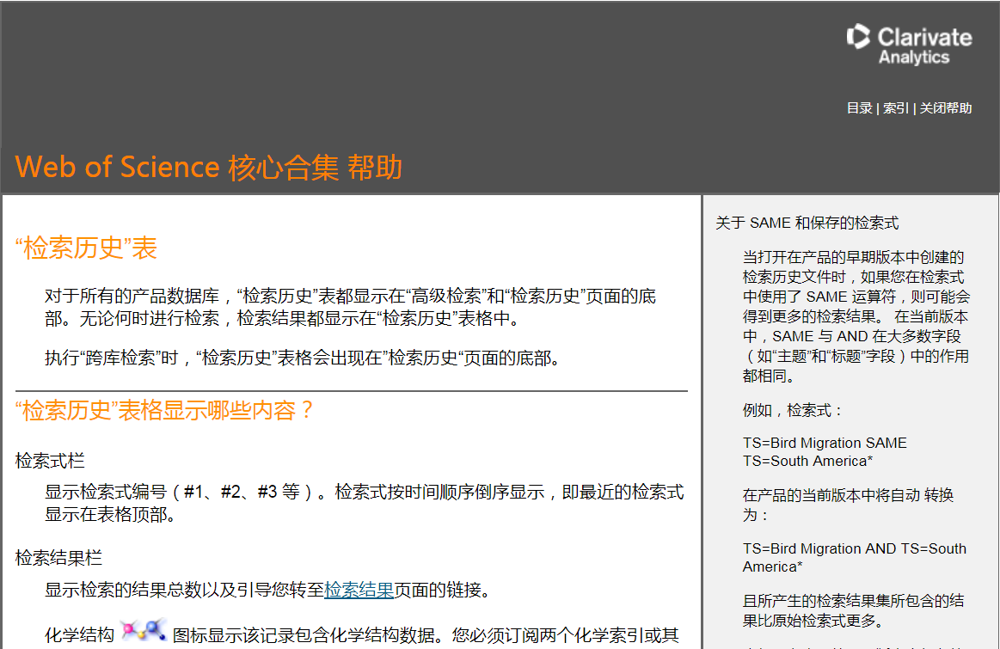 Clarivate
Analytics
目录 | 索引 | 关闭帮助
Web of Science 核心合集 帮助
“检索历史”表
对于所有的产品数据库，“检索历史”表都显示在“高级检索”和“检索历史”页面的底
部。无论何时进行检索，检索结果都显示在“检索历史”表格中。
执行“跨库检索”时，“检索历史”表格会出现在”检索历史“页面的底部。
“检索历史”表格显示哪些内容？
检索式栏
显示检索式编号（#1、#2、#3 等）。检索式按时间顺序倒序显示，即最近的检索式
显示在表格顶部。
检索结果栏
显示检索的结果总数以及引导您转至检索结果页面的链接。
化学结构 图标显示该记录包含化学结构数据。您必须订阅两个化学索引或其
关于 SAME 和保存的检索式
当打开在产品的早期版本中创建的
检索历史文件时，如果您在检索式
中使用了 SAME 运算符，则可能会
得到更多的检索结果。 在当前版本
中，SAME 与 AND 在大多数字段
（如“主题”和“标题”字段）中的作用
都相同。
例如，检索式：
TS=Bird Migration SAME
TS=South America*
在产品的当前版本中将自动 转换
为：
TS=Bird Migration AND TS=South
America*
且所产生的检索结果集所包含的结
果比原始检索式更多。